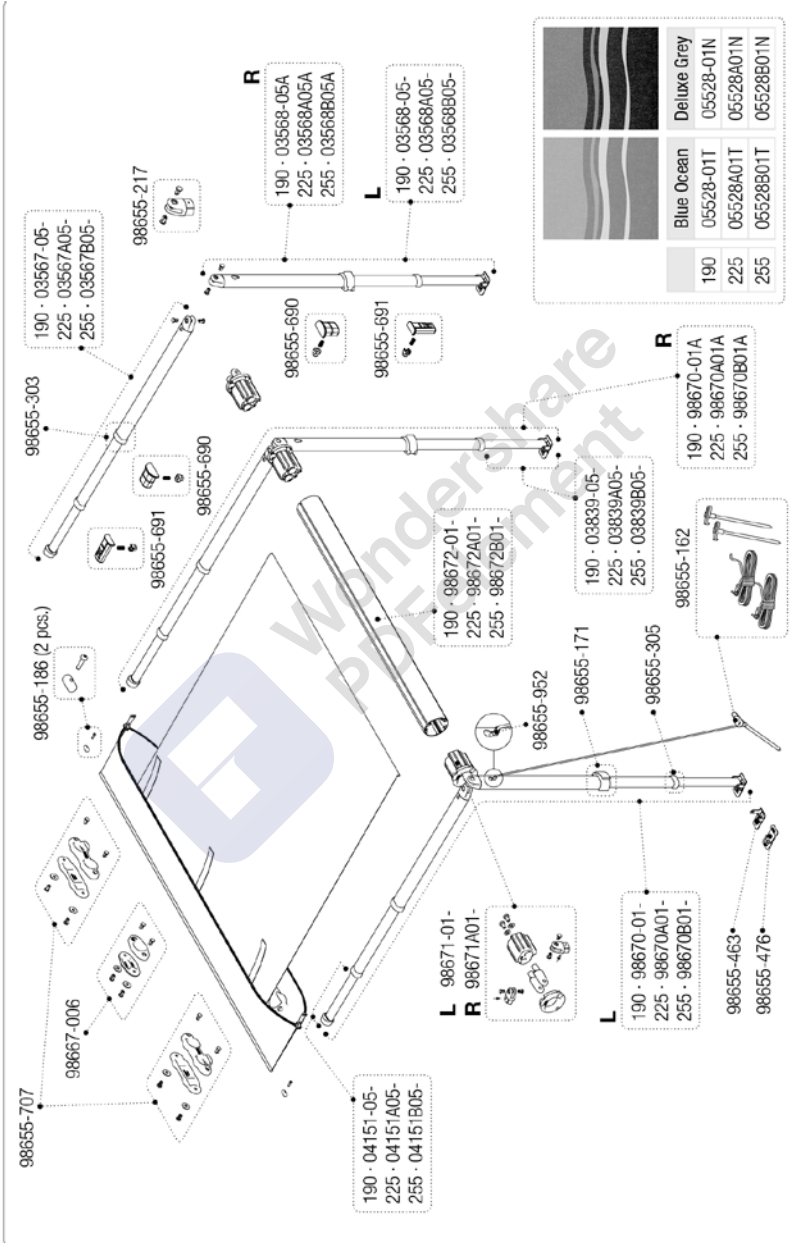 98655-707
98667-006
98655-186 (2 pcs.)
98655-303
190 · 03567-05-
225 · 03567A05-
255 · 03567B05-
98655-217
R
190 · 03568-05A
225 · 03568A05A
255 · 03568B05A
L
190 · 03568-05-
225 · 03568A05-
255 · 03568B05-
98655-691
98655-690
98655-690
98655-691
190 · 04151-05-
225 · 04151A05-
255 · 04151B05-
L 98671-01-
R 98671A01-
190 · 98672-01-
225 · 98672A01-
255 · 98672B01-
98655-952
190 · 03839-05-
225 · 03839A05-
255 · 03839B05-
R
190 · 98670-01A
225 · 98670A01A
255 · 98670B01A
98655-171
98655-305
98655-162
L
190 · 98670-01-
225 · 98670A01-
255 · 98670B01-
98655-463
98655-476
Blue Ocean Deluxe Grey
190 05528-01T 05528-01N
225 05528A01T 05528A01N
255 05528B01T 05528B01N
Wondershare
PDFelement